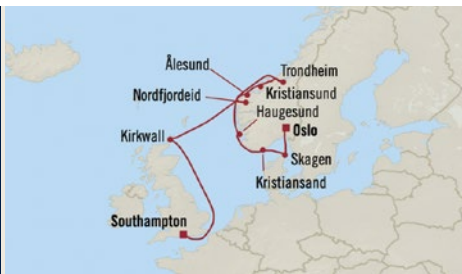 Ålesund
Trondheim
Nordfjordeid
Kristiansund
Haugesund
Oslo
Kirkwall
Skagen
Kristiansand
Southampton